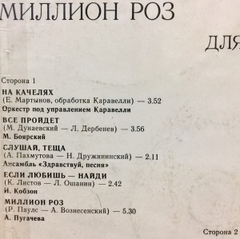 МИЛЛИОН РОЗ
ДЛЯ
Сторона 1
НА КАЧЕЛЯХ
(Е. Мартынов, обработка Каравелли) — 3.52
Оркестр под управлением Каравелли
ВСЕ ПРОЙДЕТ
(М. Дунаевский — Л. Дербенев) — 3.56
М. Боярский
СЛУШАЙ, ТЕЩА
(А. Пахмутова — Н. Дружининский) — 2.11
Ансамбль «Здравствуй, песня»
ЕСЛИ ЛЮБИШЬ — НАЙДИ
(К. Листов — Л. Ошанин) — 2.42
И. Кобзон
МИЛЛИОН РОЗ
(Р. Паулс — А. Вознесенский) — 5.30
А. Пугачева
Сторона 2